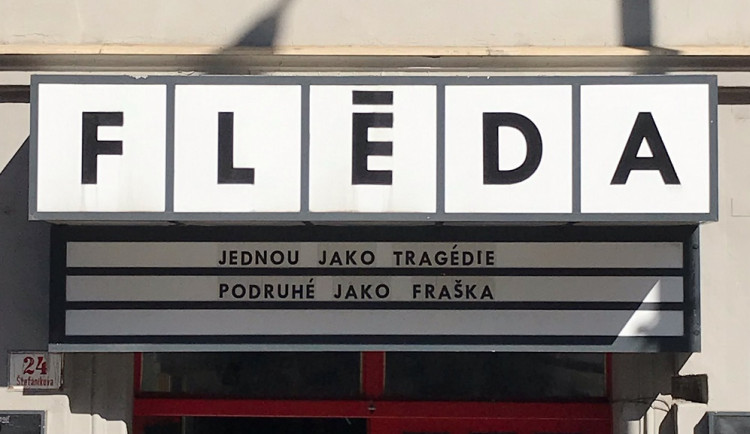 FLĒDA
JEDNOU JAKO TRAGÉDIE
PODRUHÉ JAKO FRAŠKA
24
Štefánikova